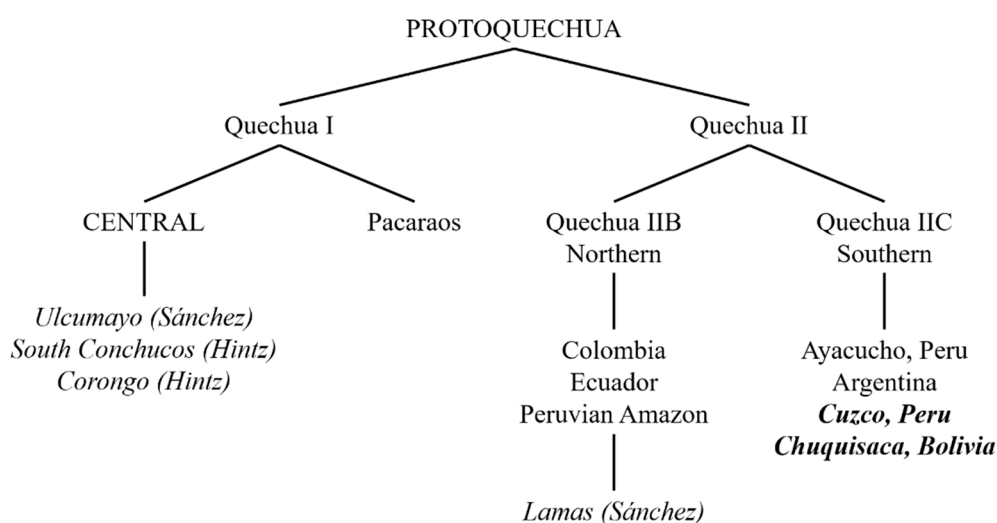 PROTOQUECHUA
Quechua I
Quechua II
CENTRAL
Pacaraos
Quechua IIB
Northern
Quechua IIC
Southern
Ulcumayo (Sánchez)
South Conchucos (Hintz)
Corongo (Hintz)
Colombia
Ecuador
Peruvian Amazon
Ayacucho, Peru
Argentina
Cuzco, Peru
Chuquisaca, Bolivia
Lamas (Sánchez)